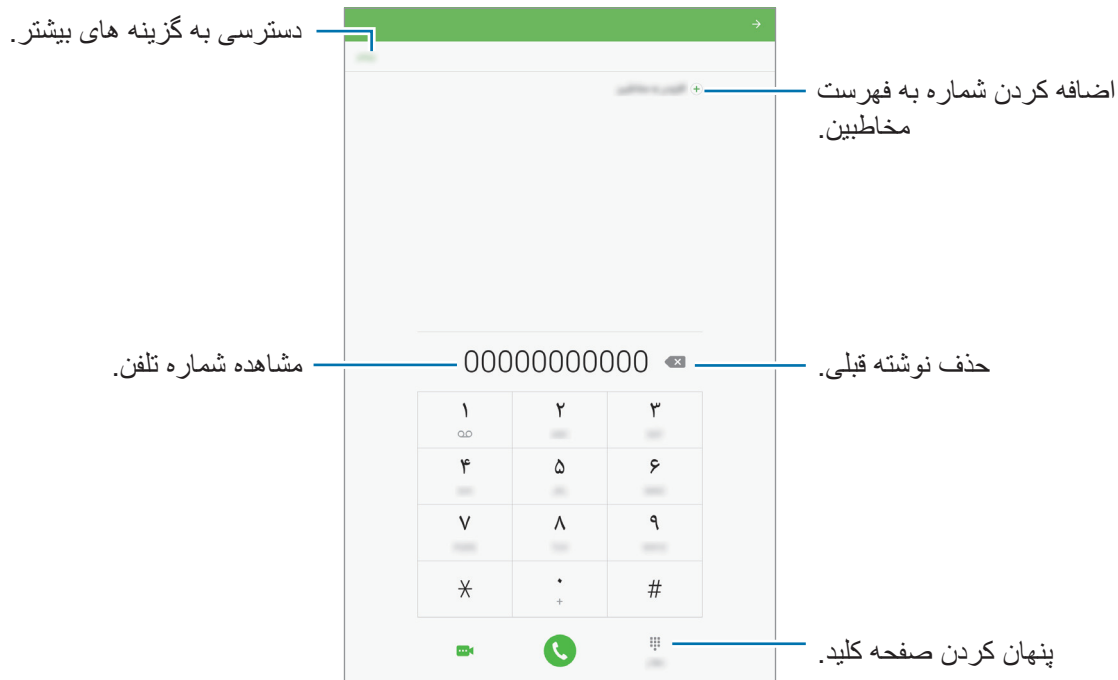 دسترسی به گزینه های بیشتر.
اضافه کردن شماره به فهرست
مخاطبین.
مشاهده شماره تلفن.
00000000000
حذف نوشته قبلی.
۱ ۲ ۳
۴ ۵ ۶
۷ ۸ ۹
* ۰ #
+
پنهان کردن صفحه کلید.